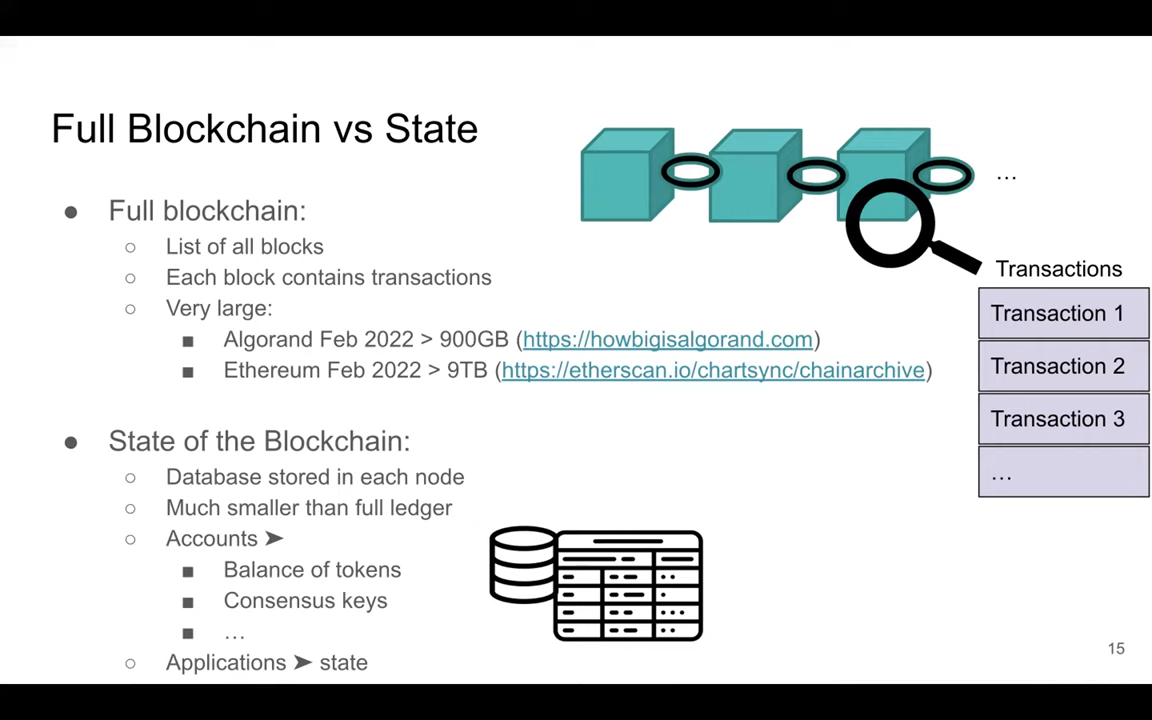 Full Blockchain vs State
● Full blockchain:
○ List of all blocks
○ Each block contains transactions
○ Very large:
■ Algorand Feb 2022 > 900GB (https://howbigisalgorand.com)
■ Ethereum Feb 2022 > 9TB (https://etherscan.io/chartsync/chainarchive)
● State of the Blockchain:
○ Database stored in each node
○ Much smaller than full ledger
○ Accounts ➤
■ Balance of tokens
■ Consensus keys
■ …
○ Applications ➤ state
…
Transactions
Transaction 1
Transaction 2
Transaction 3
…
15